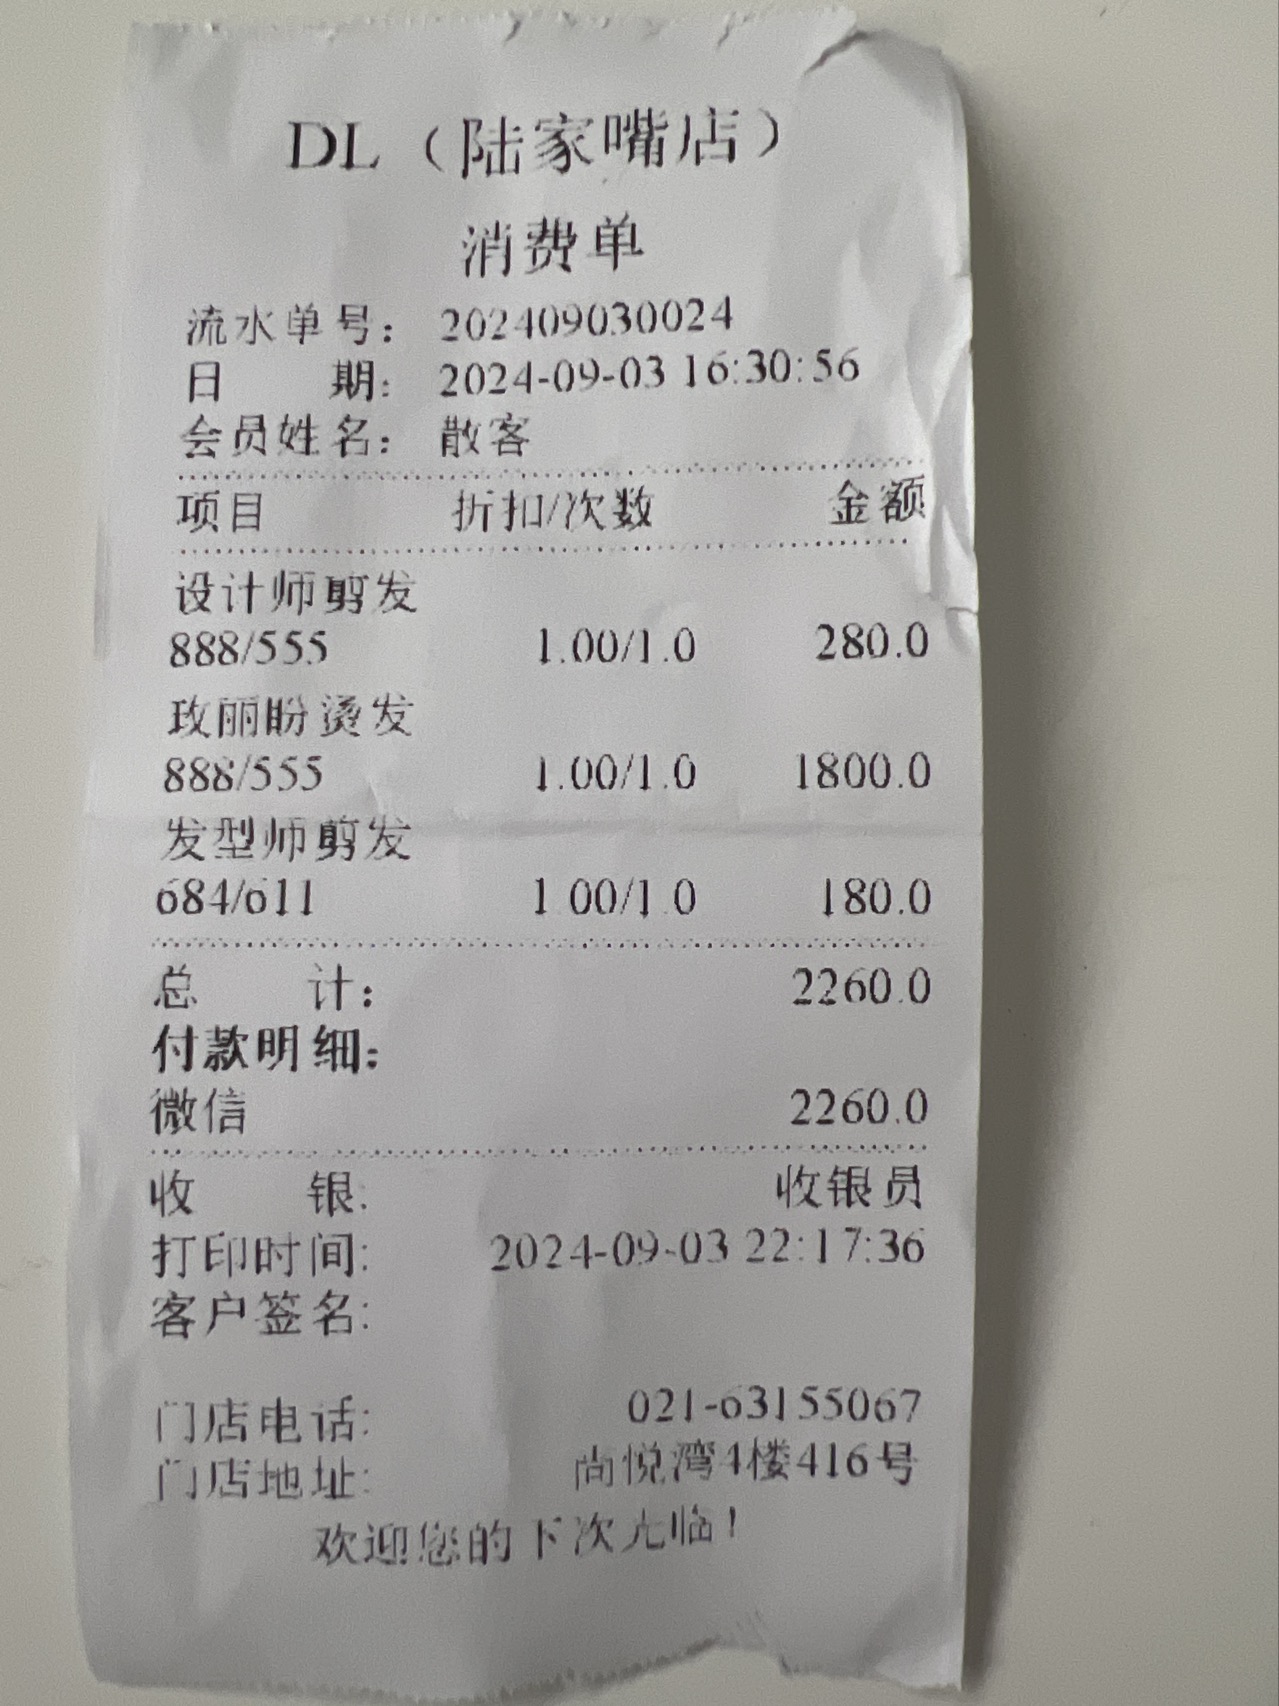 DL（陆家嘴店）
消费单
流水单号： 202409030024
日 期： 2024-09-03 16:30:56
会员姓名： 散客
项目 折扣/次数 金额
设计师剪发
888/555 1.00/1.0 280.0
玫丽盼烫发
888/555 1.00/1.0 1800.0
发型师剪发
684/611 1.00/1.0 180.0
总 计： 2260.0
付款明细：
微信 2260.0
收 银: 收银员
打印时间: 2024-09-03 22:17:36
客户签名:
门店电话: 021-63155067
门店地址: 尚悦湾4楼416号
欢迎您的下次光临！